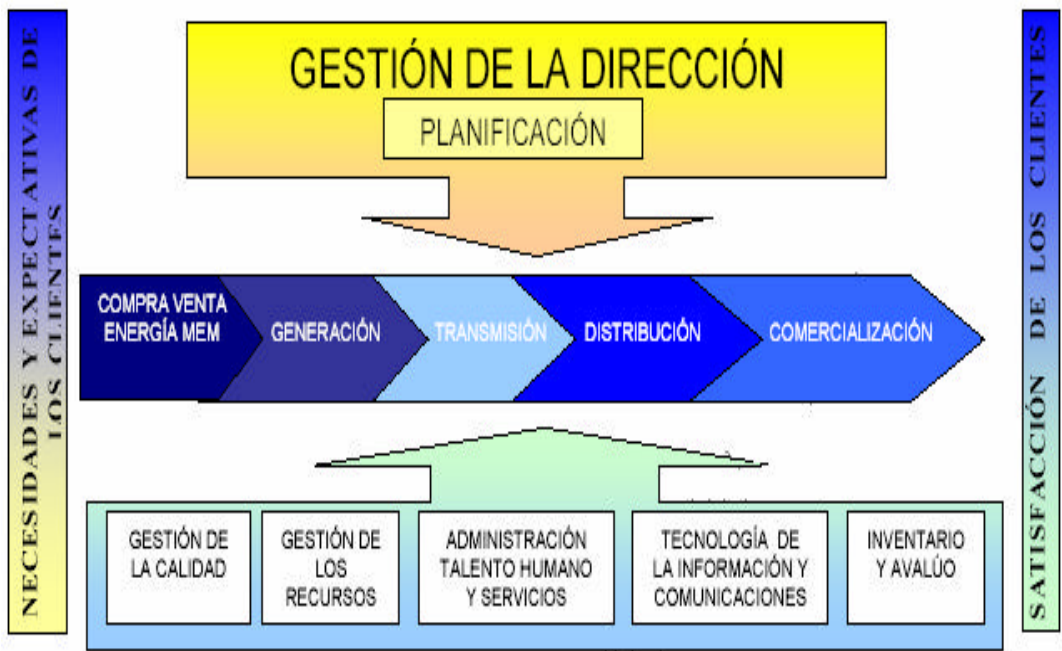 NECESIDADES Y EXPECTATIVAS DE
LOS CLIENTES
GESTIÓN DE LA DIRECCIÓN
PLANIFICACIÓN
COMPRA VENTA
ENERGÍA MEM
GENERACIÓN
TRANSMISIÓN
DISTRIBUCIÓN
COMERCIALIZACIÓN
GESTIÓN DE
LA CALIDAD
GESTIÓN DE
LOS
RECURSOS
ADMINISTRACIÓN
TALENTO HUMANO
Y SERVICIOS
TECNOLOGÍA DE
LA INFORMACIÓN Y
COMUNICACIONES
INVENTARIO
Y AVALÚO
SATISFACCIÓN DE LOS CLIENTES